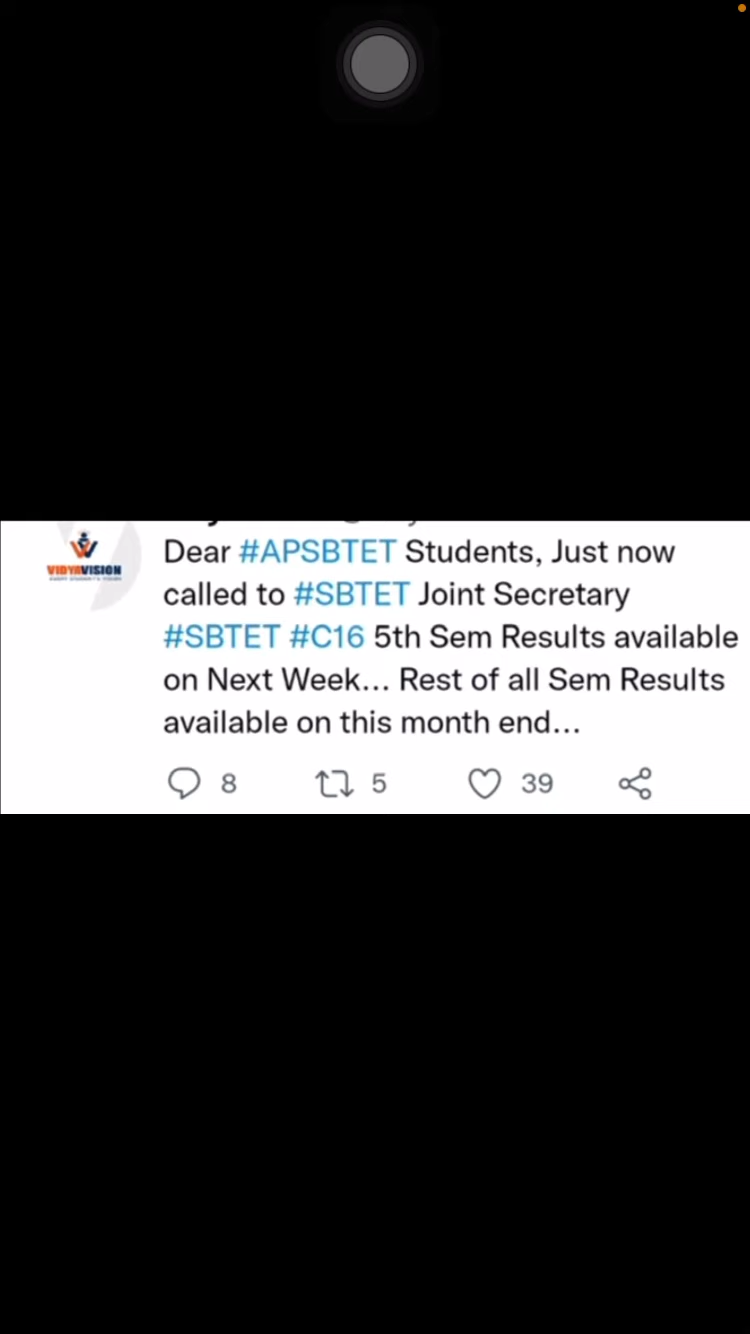 VIDYAVISION
Dear #APSBTET Students, Just now
called to #SBTET Joint Secretary
#SBTET #C16 5th Sem Results available
on Next Week... Rest of all Sem Results
available on this month end...
8 5 39